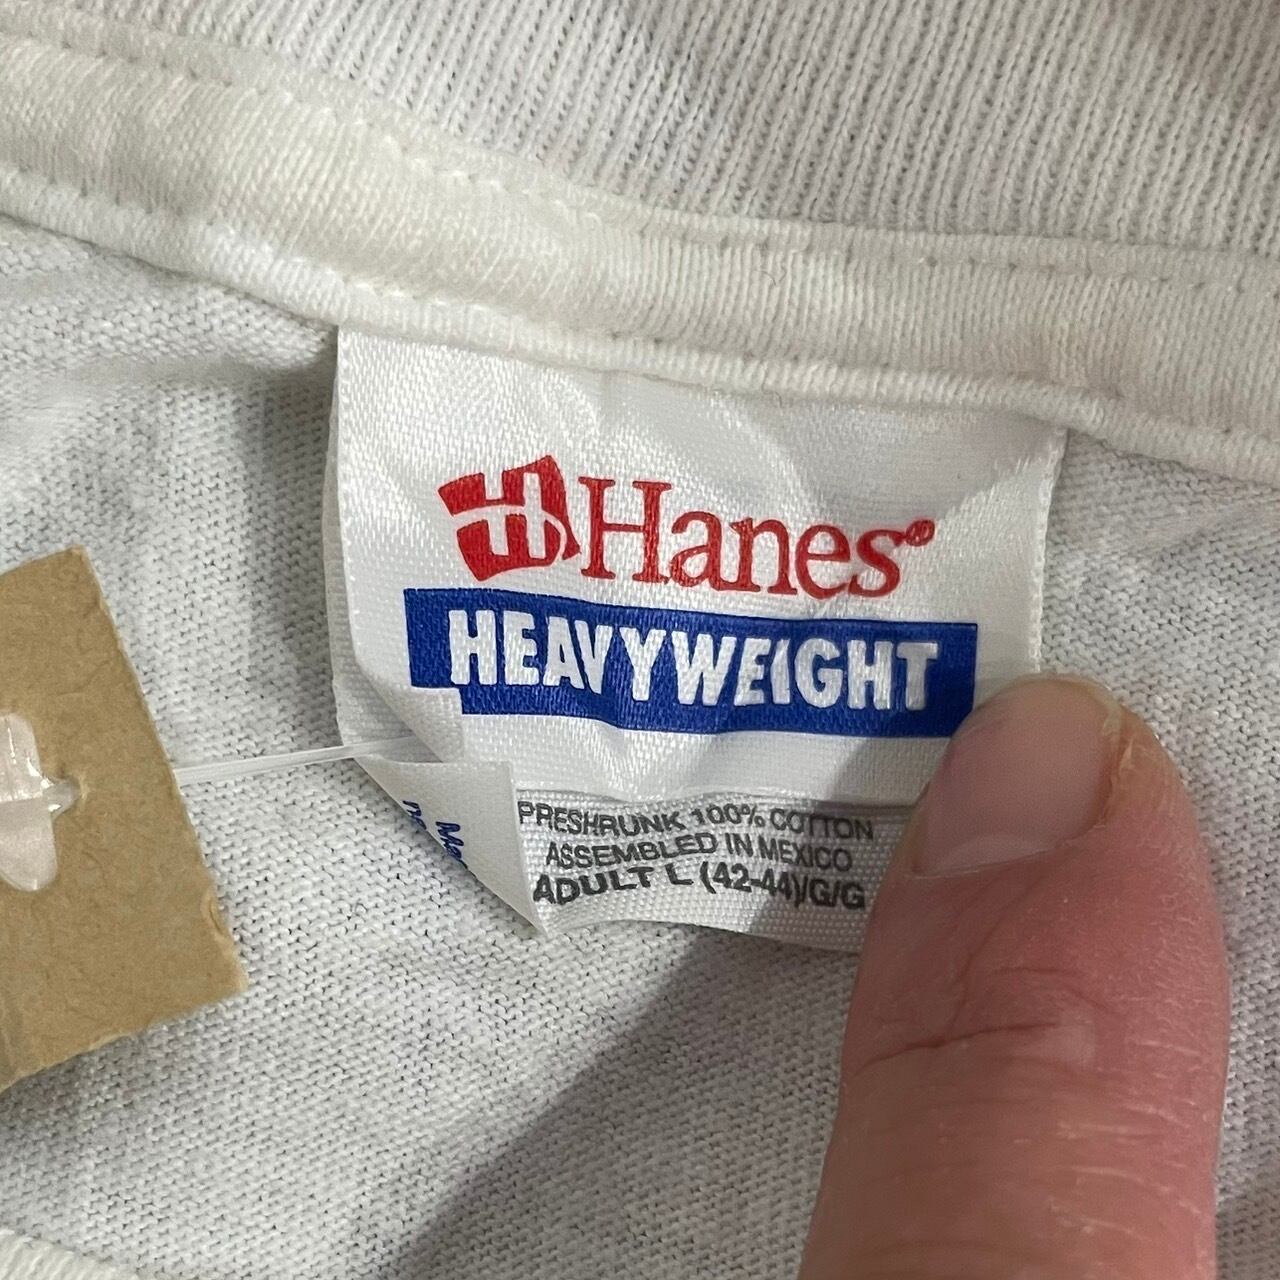 Hanes®
HEAVYWEIGHT
PRESHRUNK 100% COTTON
ASSEMBLED IN MEXICO
ADULT L (42-44)/G/G